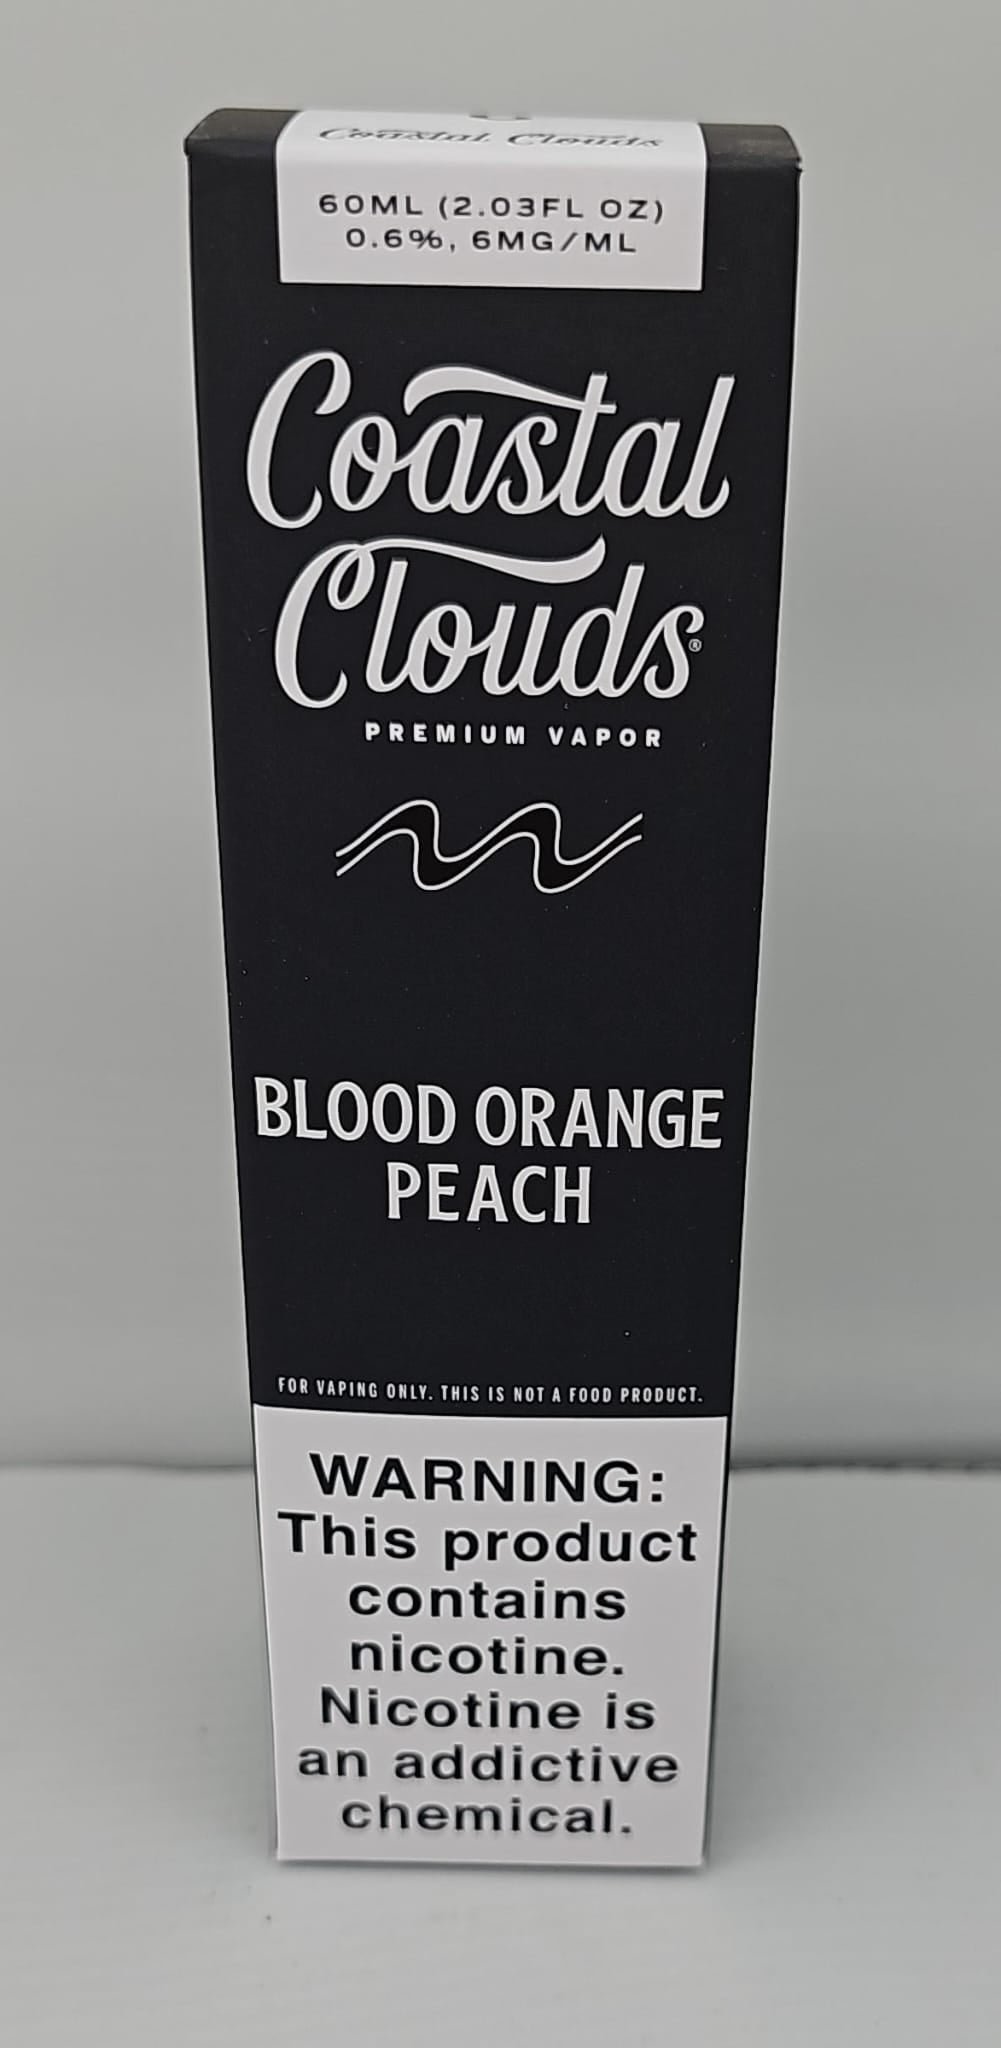 Coastal Clouds
60ML (2.03FL OZ)
0.6%, 6MG/ML
Coastal
Clouds®
PREMIUM VAPOR
BLOOD ORANGE
PEACH
FOR VAPING ONLY. THIS IS NOT A FOOD PRODUCT.
WARNING:
This product
contains
nicotine.
Nicotine is
an addictive
chemical.